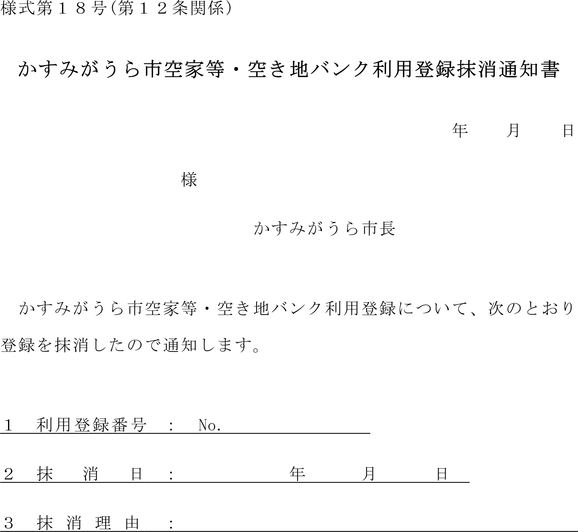 様式第１８号(第１２条関係)
かすみがうら市空家等・空き地バンク利用登録抹消通知書
年　　月　　日
様
かすみがうら市長
かすみがうら市空家等・空き地バンク利用登録について、次のとおり
登録を抹消したので通知します。
１　利用登録番号　：　No.
２　抹　消　日　：　　　　　　年　　　月　　　日
３　抹 消 理 由　：